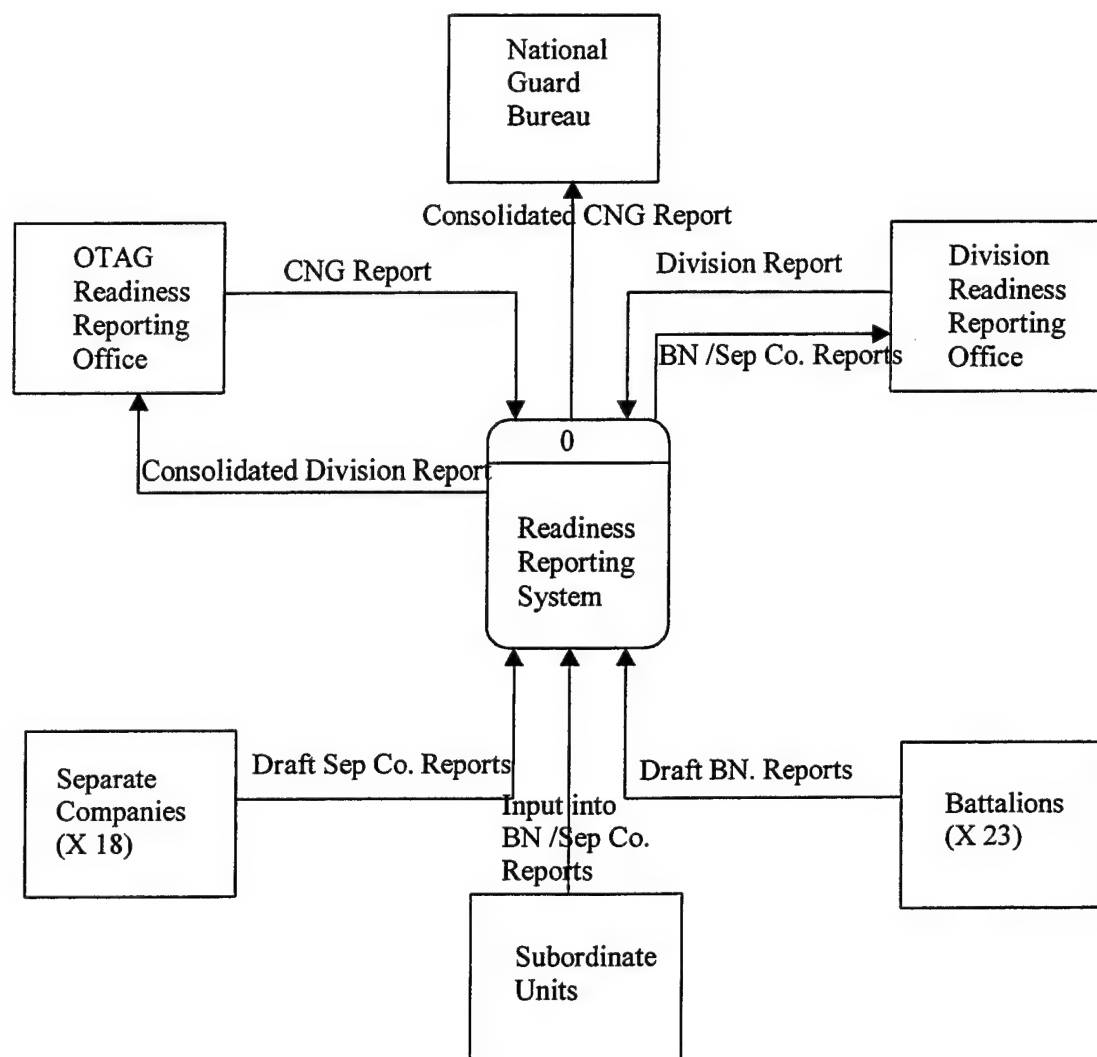 National
Guard
Bureau
Consolidated CNG Report
OTAG
Readiness
Reporting
Office
CNG Report
Division Report
Division
Readiness
Reporting
Office
BN /Sep Co. Reports
0
Consolidated Division Report
Readiness
Reporting
System
Separate
Companies
(X 18)
Draft Sep Co. Reports
Draft BN. Reports
Battalions
(X 23)
Input into
BN /Sep Co.
Reports
Subordinate
Units